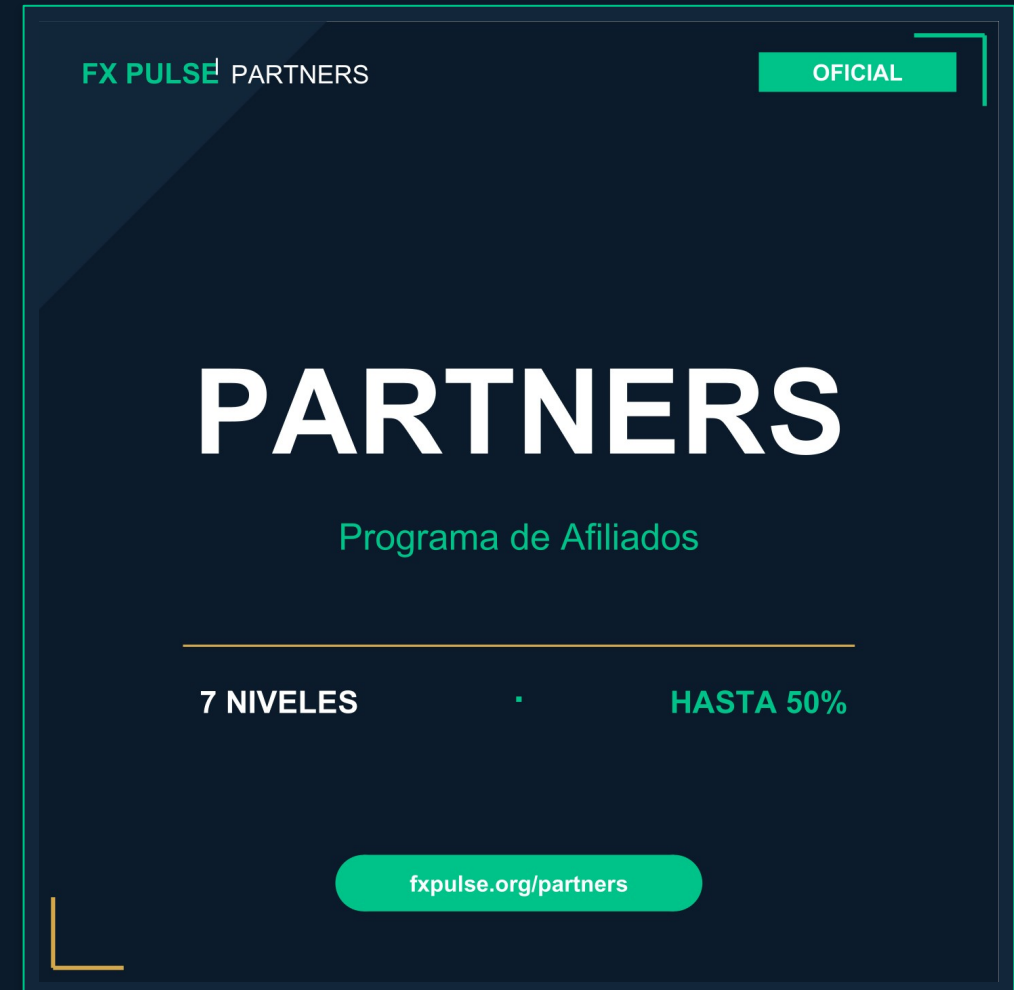 FX PULSE | PARTNERS
OFICIAL
PARTNERS
Programa de Afiliados
7 NIVELES · HASTA 50%
fxpulse.org/partners